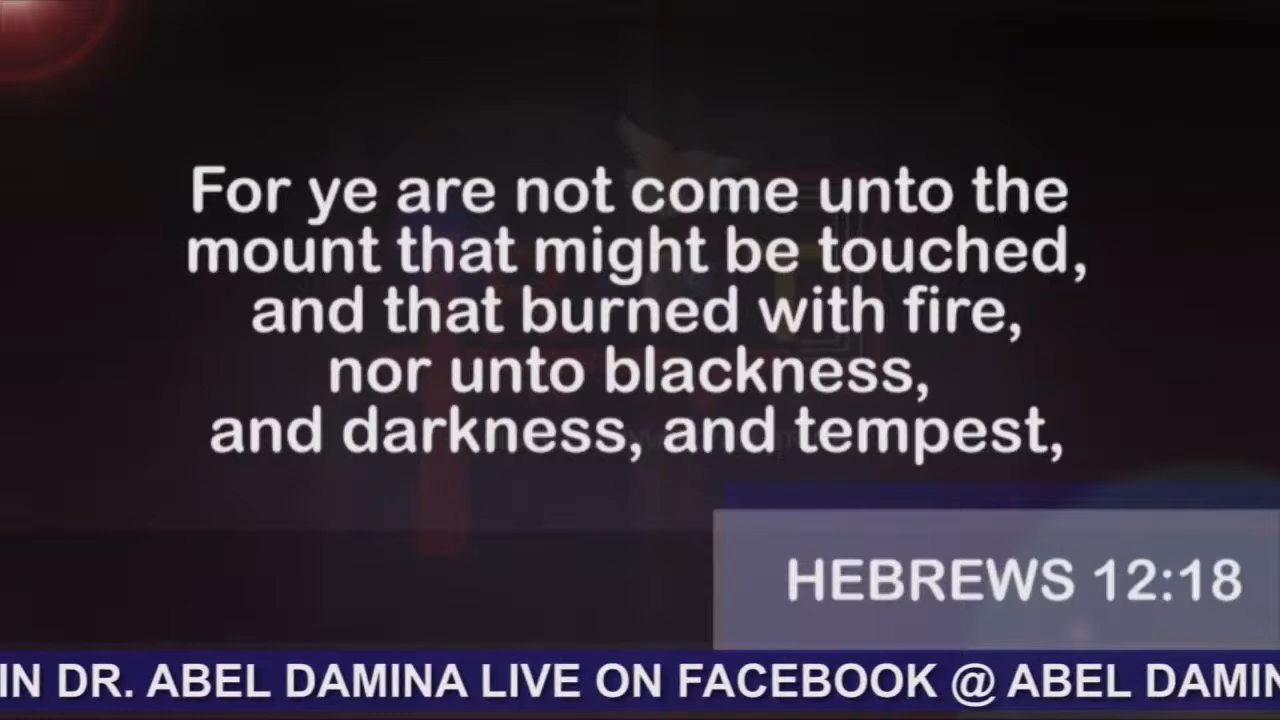 For ye are not come unto the
mount that might be touched,
and that burned with fire,
nor unto blackness,
and darkness, and tempest,
HEBREWS 12:18
IN DR. ABEL DAMINA LIVE ON FACEBOOK @ ABEL DAMIN